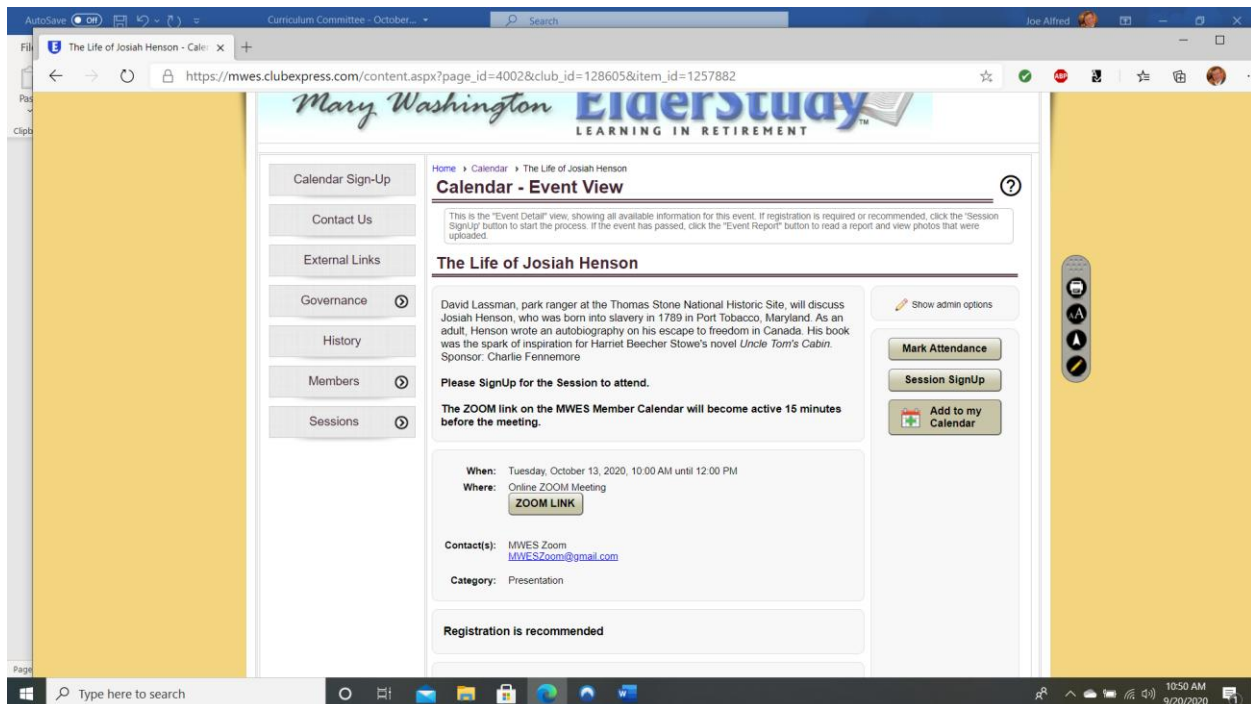 AutoSave Off
Curriculum Committee - October...
Search
Joe Alfred
The Life of Josiah Henson - Cale
https://mwes.clubexpress.com/content.aspx?page_id=4002&club_id=128605&item_id=1257882
ABP
Mary Washington ElderStudy™
LEARNING IN RETIREMENT
Calendar Sign-Up
Contact Us
External Links
Governance
History
Members
Sessions
Home › Calendar › The Life of Josiah Henson
Calendar - Event View
This is the "Event Detail" view, showing all available information for this event. If registration is required or recommended, click the 'Session
SignUp' button to start the process. If the event has passed, click the "Event Report" button to read a report and view photos that were
uploaded.
The Life of Josiah Henson
David Lassman, park ranger at the Thomas Stone National Historic Site, will discuss
Josiah Henson, who was born into slavery in 1789 in Port Tobacco, Maryland. As an
adult, Henson wrote an autobiography on his escape to freedom in Canada. His book
was the spark of inspiration for Harriet Beecher Stowe's novel Uncle Tom's Cabin.
Sponsor: Charlie Fennemore
Please SignUp for the Session to attend.
The ZOOM link on the MWES Member Calendar will become active 15 minutes
before the meeting.
Show admin options
Mark Attendance
Session SignUp
Add to my
Calendar
When: Tuesday, October 13, 2020, 10:00 AM until 12:00 PM
Where: Online ZOOM Meeting
ZOOM LINK
Contact(s): MWES Zoom
MWESZoom@gmail.com
Category: Presentation
Registration is recommended
Page
Type here to search
10:50 AM
9/20/2020